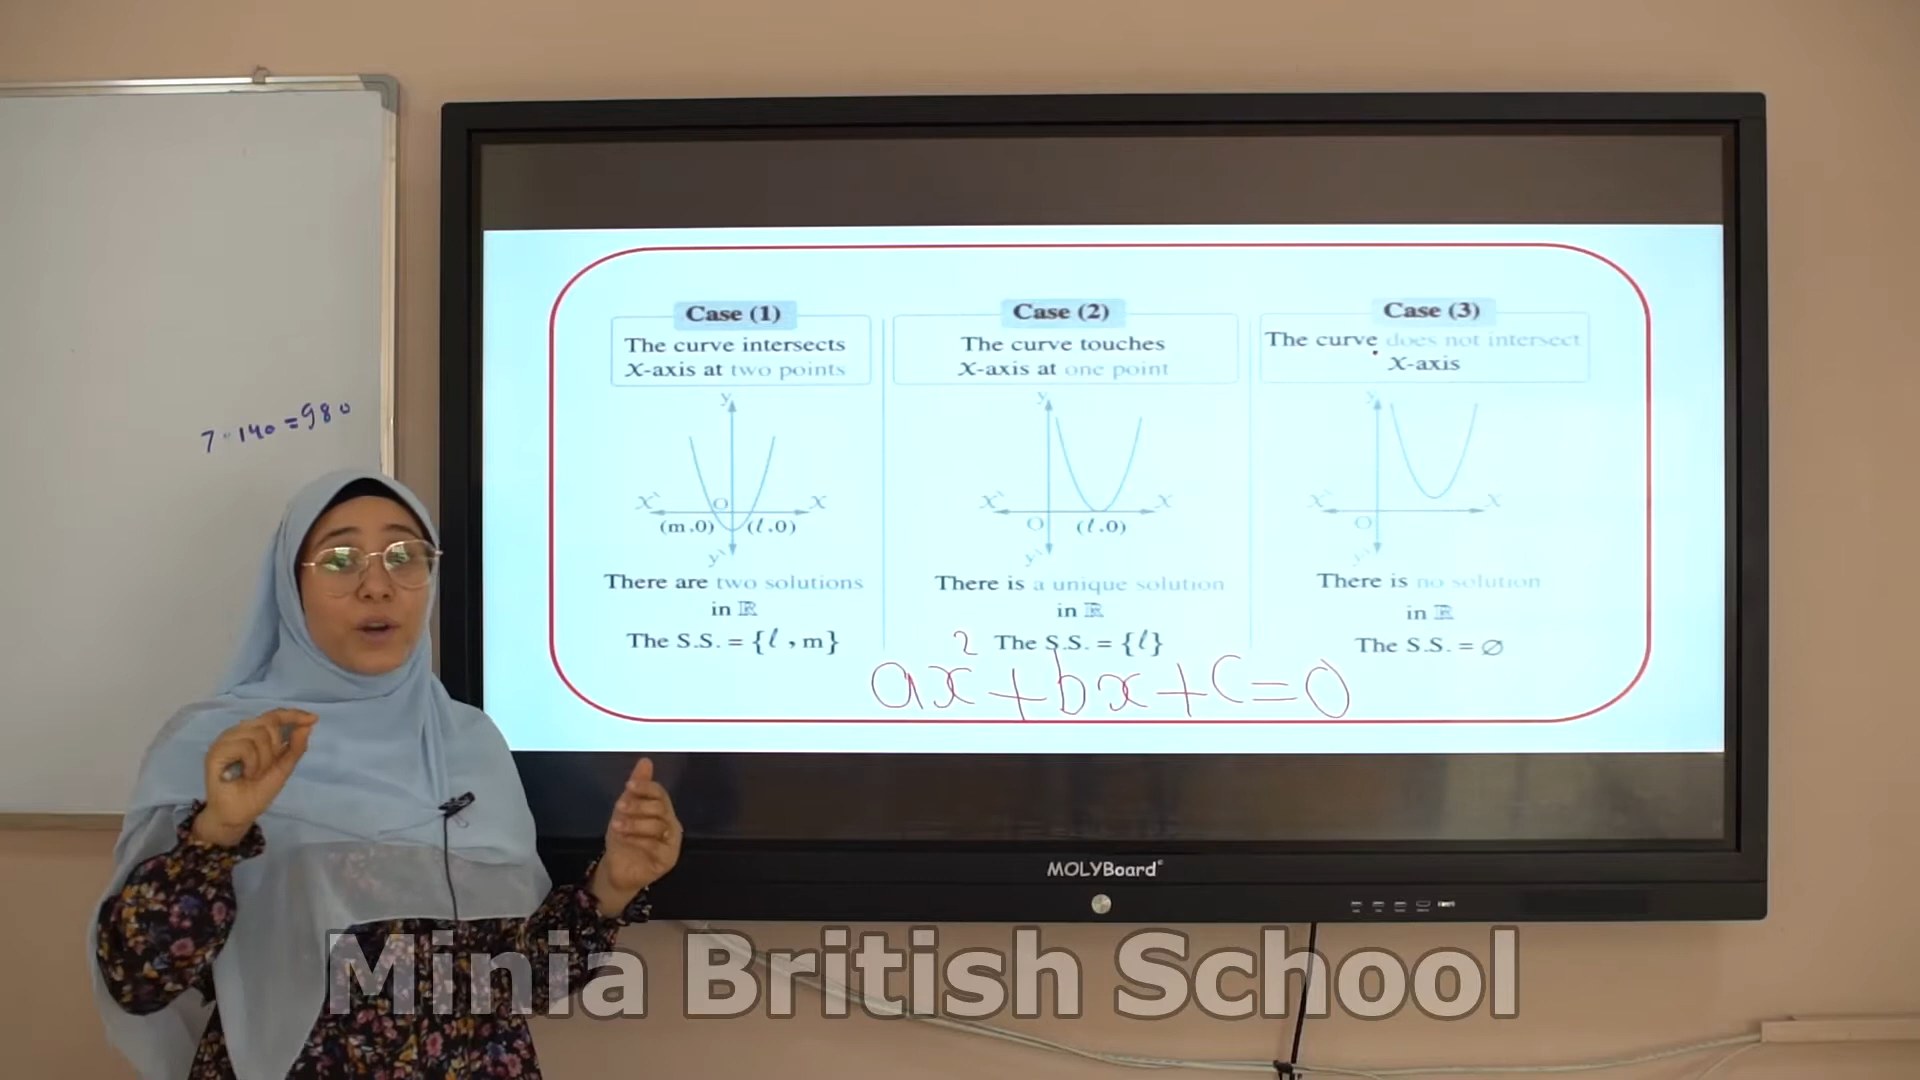 7·140=980
Case (1)
The curve intersects
X-axis at two points
y
x` O x
(m,0) (ℓ,0)
y`
There are two solutions
in ℝ
The S.S. = {ℓ , m}
Case (2)
The curve touches
X-axis at one point
y
x` x
O (ℓ,0)
y`
There is a unique solution
in ℝ
The S.S. = {ℓ}
Case (3)
The curve does not intersect
X-axis
y
x` x
O
y`
There is no solution
in ℝ
The S.S. = ∅
ax²+bx+c=0
MOLYBoard
Minia British School